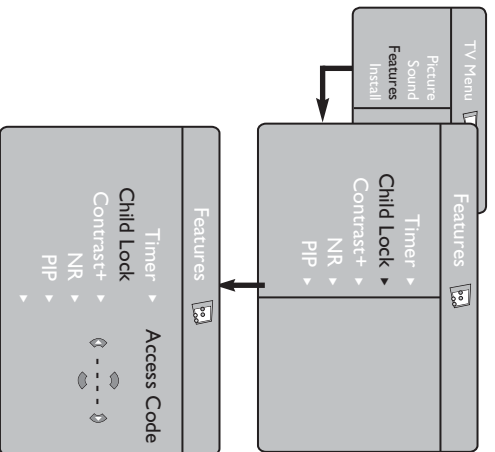 TV Menu
Picture
Sound
Features
Install
Features
Timer
Child Lock
Contrast+
NR
PIP
Features
Timer
Child Lock
Contrast+
NR
PIP
Access Code
- - - -